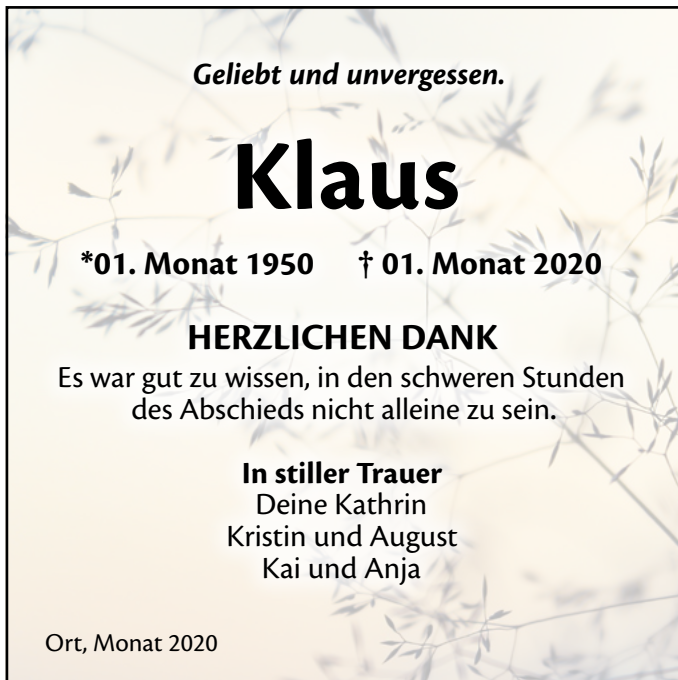 Geliebt und unvergessen.
Klaus
*01. Monat 1950 † 01. Monat 2020
HERZLICHEN DANK
Es war gut zu wissen, in den schweren Stunden
des Abschieds nicht alleine zu sein.
In stiller Trauer
Deine Kathrin
Kristin und August
Kai und Anja
Ort, Monat 2020